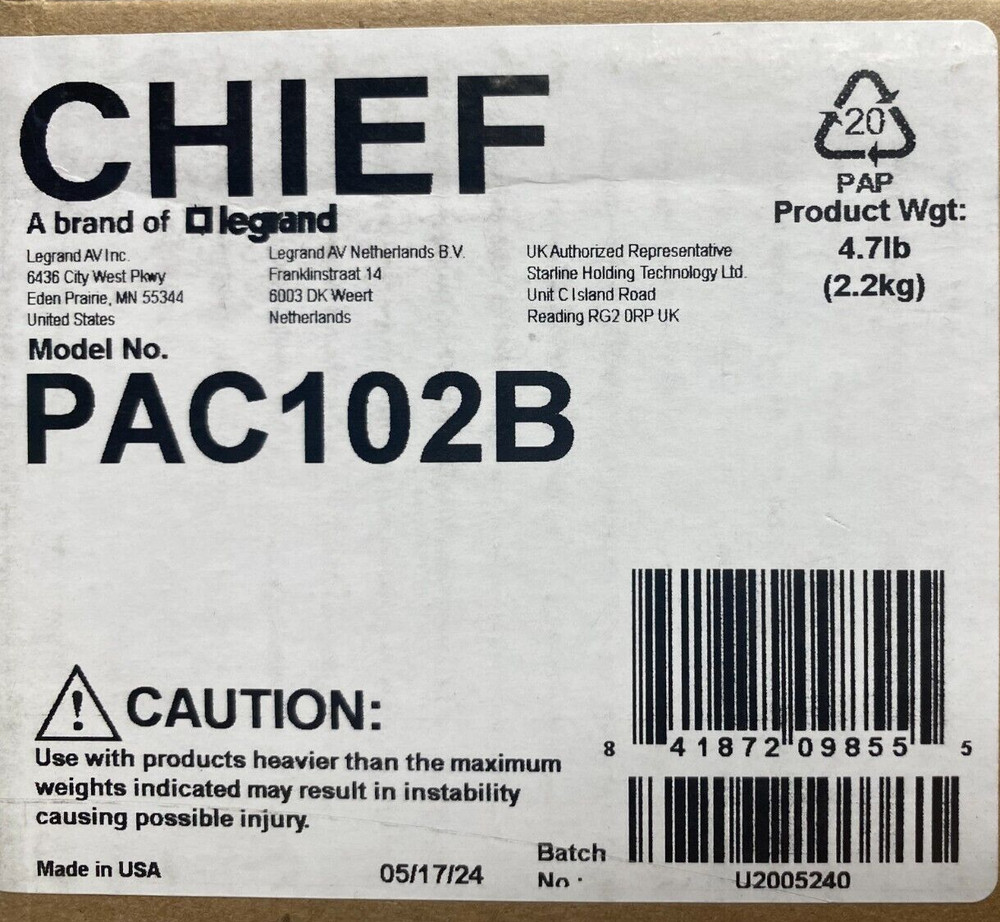 CHIEF
A brand of legrand
Legrand AV Inc.
6436 City West Pkwy
Eden Prairie, MN 55344
United States
Legrand AV Netherlands B.V.
Franklinstraat 14
6003 DK Weert
Netherlands
UK Authorized Representative
Starline Holding Technology Ltd.
Unit C Island Road
Reading RG2 0RP UK
20
PAP
Product Wgt:
4.7lb
(2.2kg)
Model No.
PAC102B
CAUTION:
Use with products heavier than the maximum
weights indicated may result in instability
causing possible injury.
Made in USA
05/17/24
8 41872 09855 5
Batch
No.:
U2005240